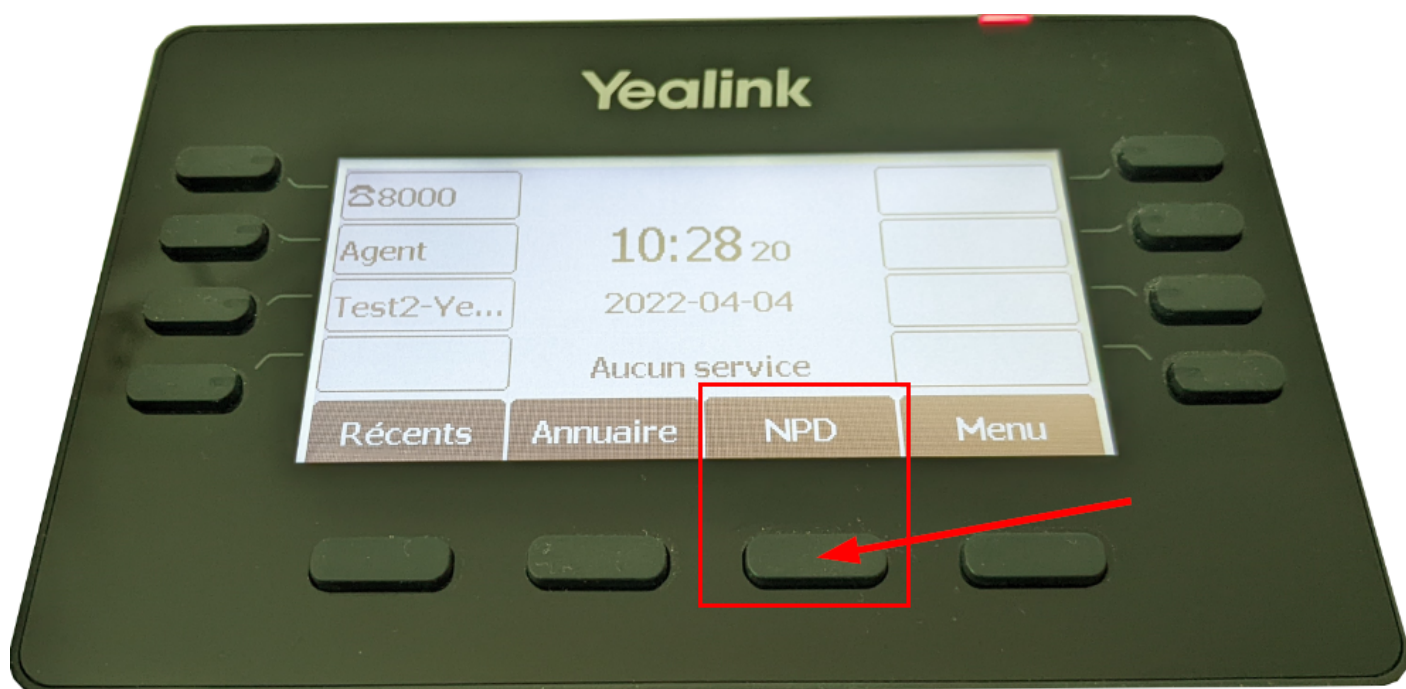 Yealink
☎8000
Agent
Test2-Ye...
10:28 20
2022-04-04
Aucun service
Récents
Annuaire
NPD
Menu